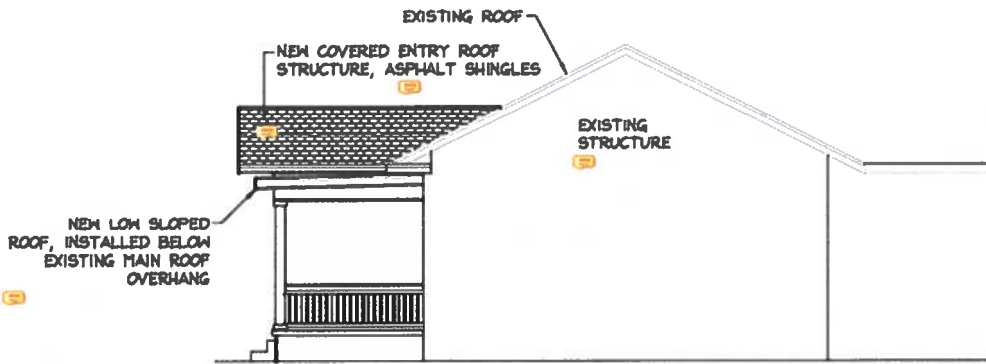 EXISTING ROOF
NEW COVERED ENTRY ROOF
STRUCTURE, ASPHALT SHINGLES
EXISTING
STRUCTURE
NEW LOW SLOPED
ROOF, INSTALLED BELOW
EXISTING MAIN ROOF
OVERHANG